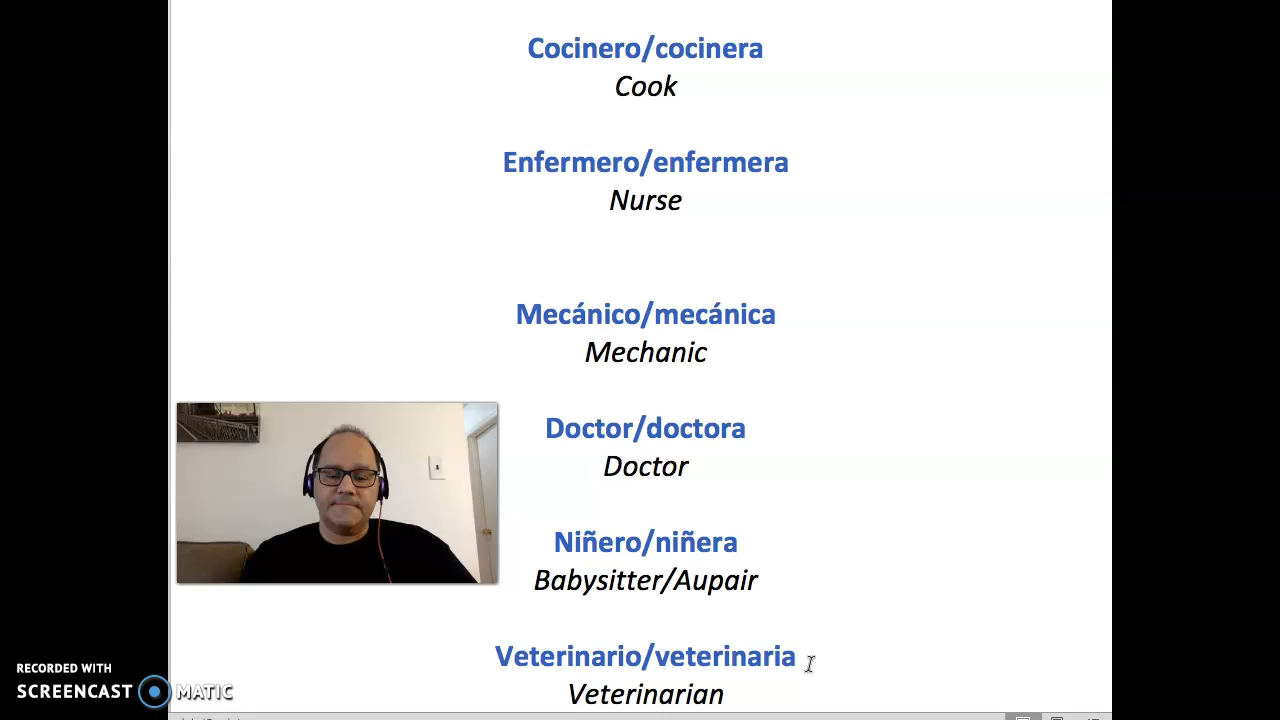 Cocinero/cocinera
Cook
Enfermero/enfermera
Nurse
Mecánico/mecánica
Mechanic
Doctor/doctora
Doctor
Niñero/niñera
Babysitter/Aupair
Veterinario/veterinaria
Veterinarian
RECORDED WITH
SCREENCAST MATIC